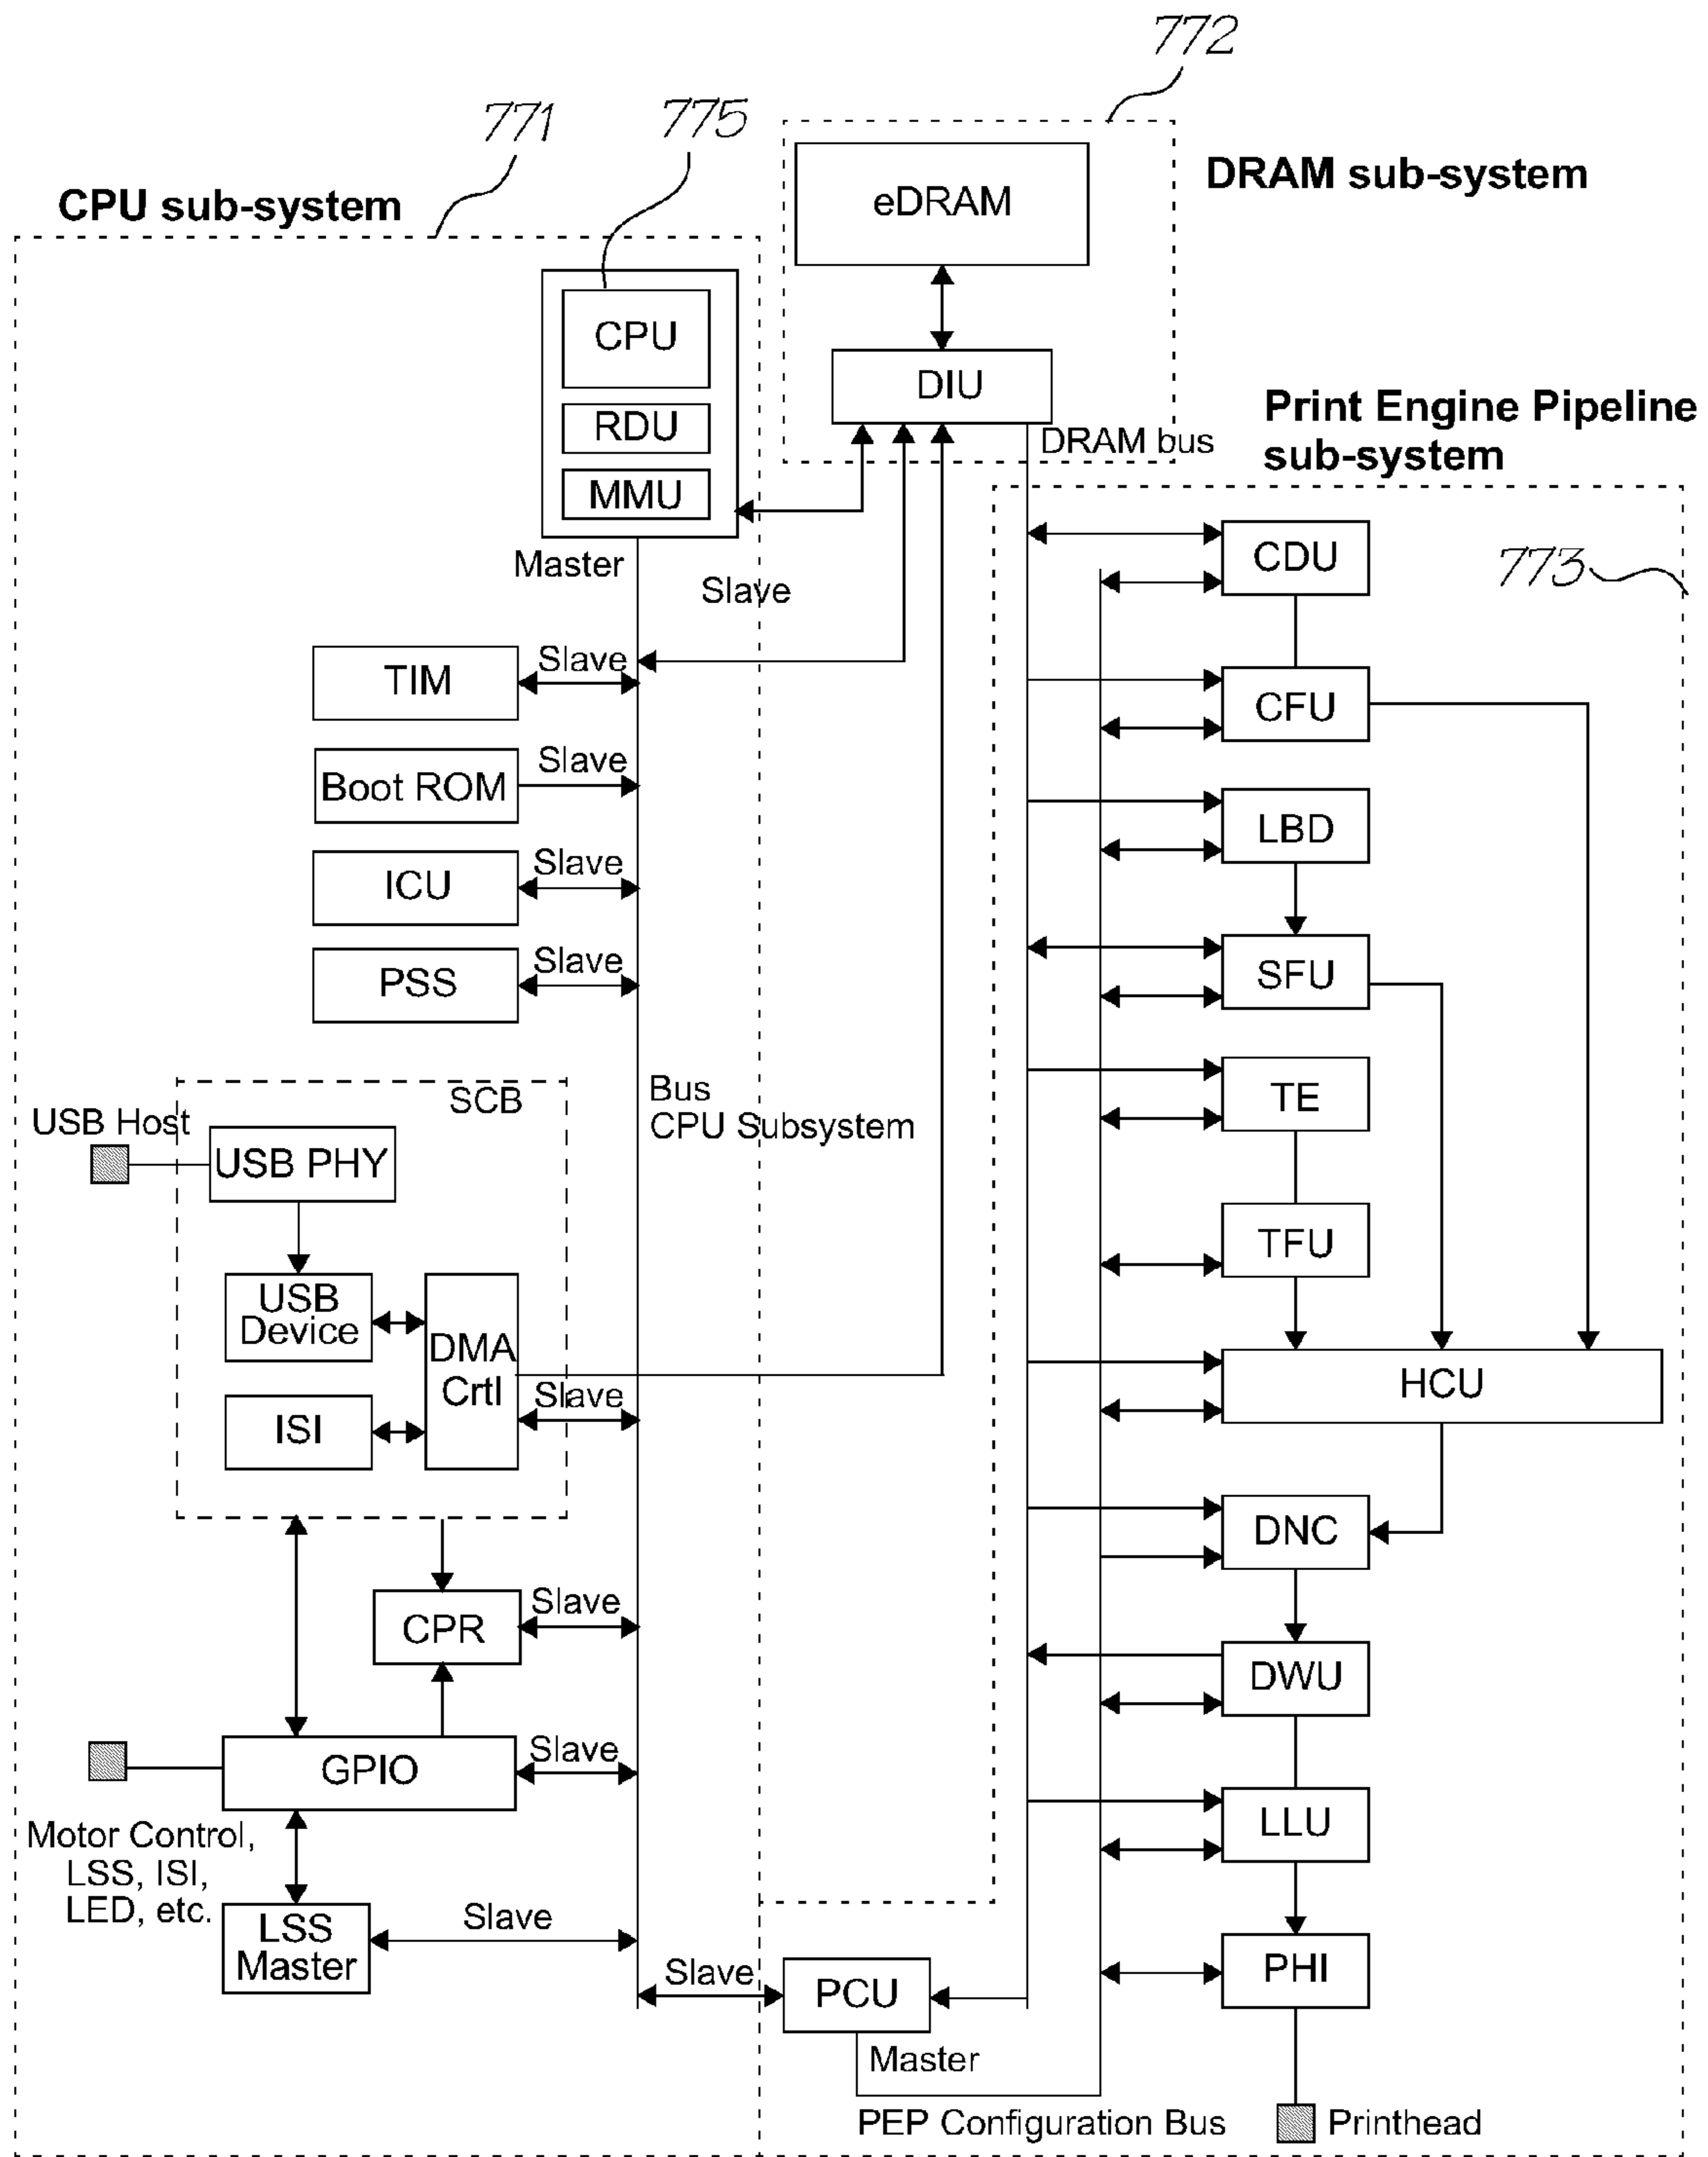 772
771
775
DRAM sub-system
CPU sub-system
eDRAM
CPU
DIU
RDU
DRAM bus
MMU
Print Engine Pipeline
sub-system
Master
Slave
CDU
773
TIM
Slave
CFU
Boot ROM
Slave
LBD
ICU
Slave
PSS
Slave
SFU
SCB
Bus
CPU Subsystem
USB Host
USB PHY
TE
TFU
USB
Device
DMA
Crtl
Slave
ISI
HCU
DNC
CPR
Slave
DWU
GPIO
Slave
Motor Control,
LSS, ISI,
LED, etc.
LLU
LSS
Master
Slave
Slave
PCU
PHI
Master
PEP Configuration Bus
Printhead